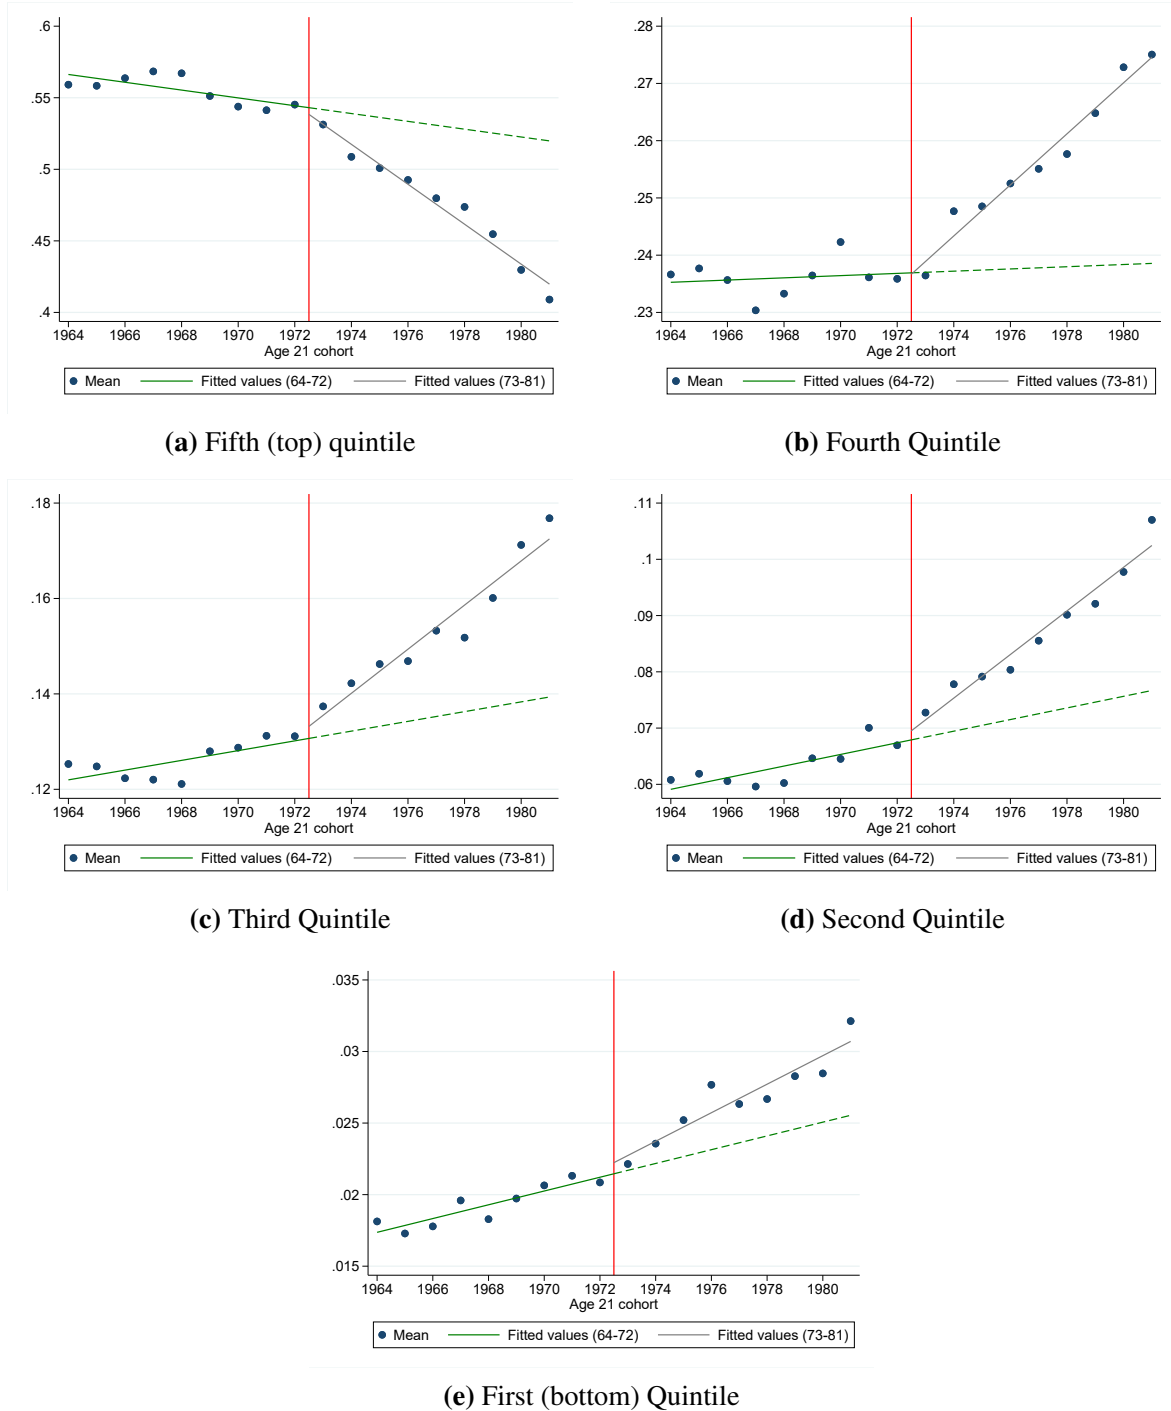 .6
.55
.5
.45
.4
1964 1966 1968 1970 1972 1974 1976 1978 1980
Age 21 cohort
Mean Fitted values (64-72) Fitted values (73-81)
(a) Fifth (top) quintile
.28
.27
.26
.25
.24
.23
1964 1966 1968 1970 1972 1974 1976 1978 1980
Age 21 cohort
Mean Fitted values (64-72) Fitted values (73-81)
(b) Fourth Quintile
.18
.16
.14
.12
1964 1966 1968 1970 1972 1974 1976 1978 1980
Age 21 cohort
Mean Fitted values (64-72) Fitted values (73-81)
(c) Third Quintile
.11
.1
.09
.08
.07
.06
1964 1966 1968 1970 1972 1974 1976 1978 1980
Age 21 cohort
Mean Fitted values (64-72) Fitted values (73-81)
(d) Second Quintile
.035
.03
.025
.02
.015
1964 1966 1968 1970 1972 1974 1976 1978 1980
Age 21 cohort
Mean Fitted values (64-72) Fitted values (73-81)
(e) First (bottom) Quintile